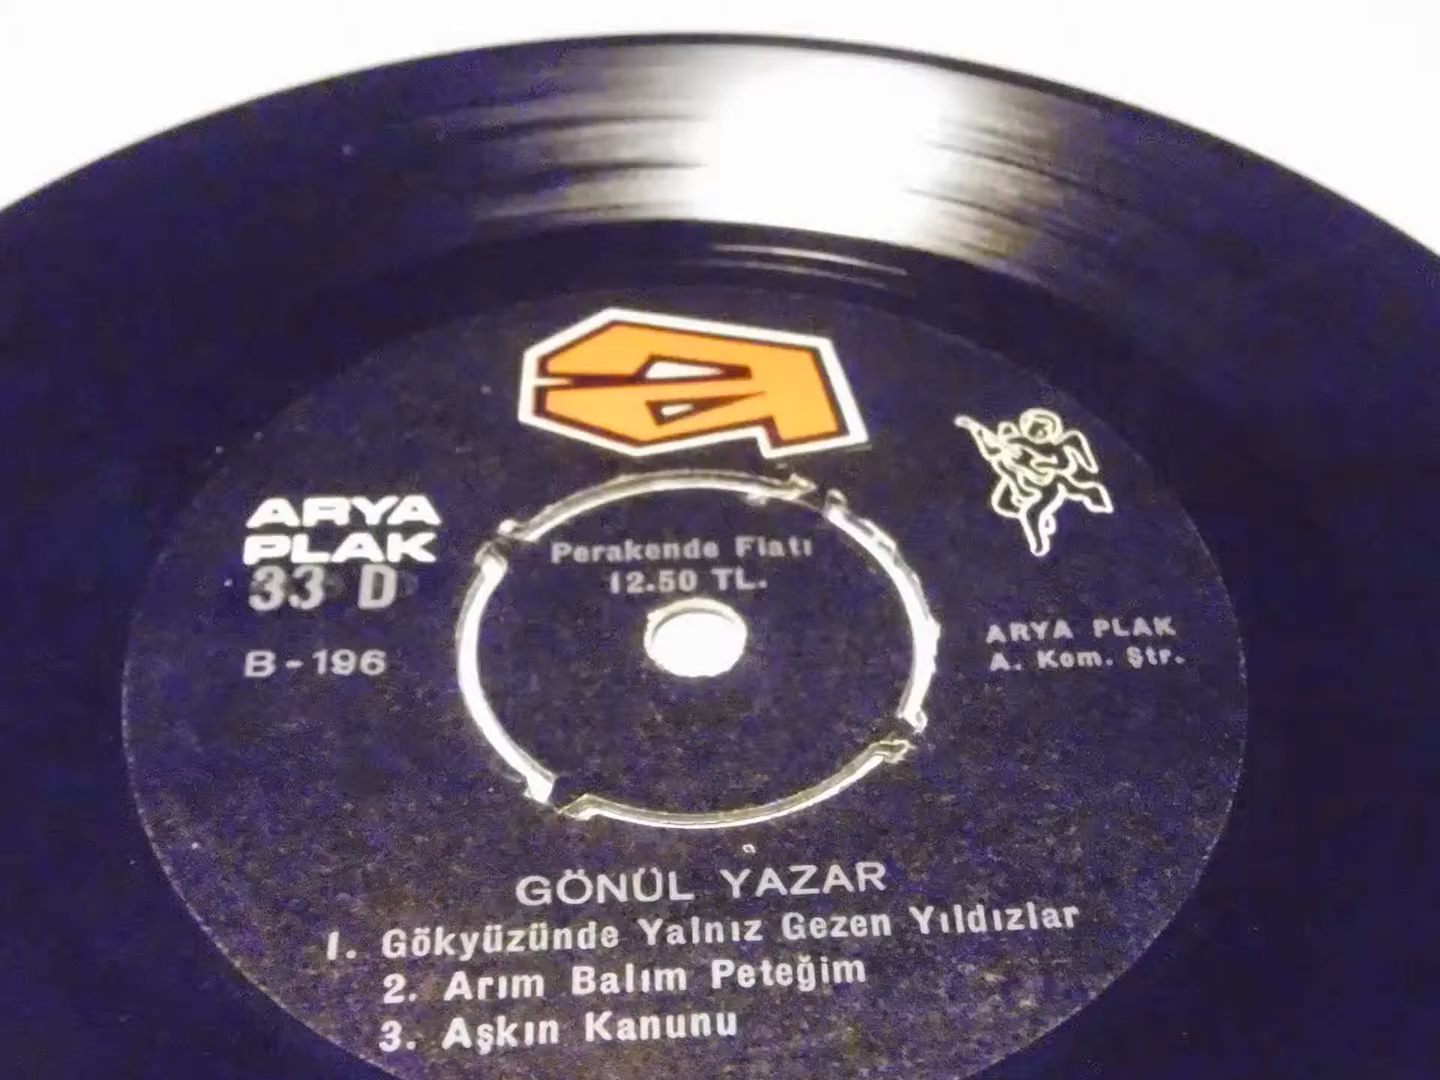 ARYA
PLAK
33 D
B-196
Perakende Fiatı
12.50 TL.
ARYA PLAK
A. Kom. Ştr.
GÖNÜL YAZAR
1. Gökyüzünde Yalnız Gezen Yıldızlar
2. Arım Balım Peteğim
3. Aşkın Kanunu